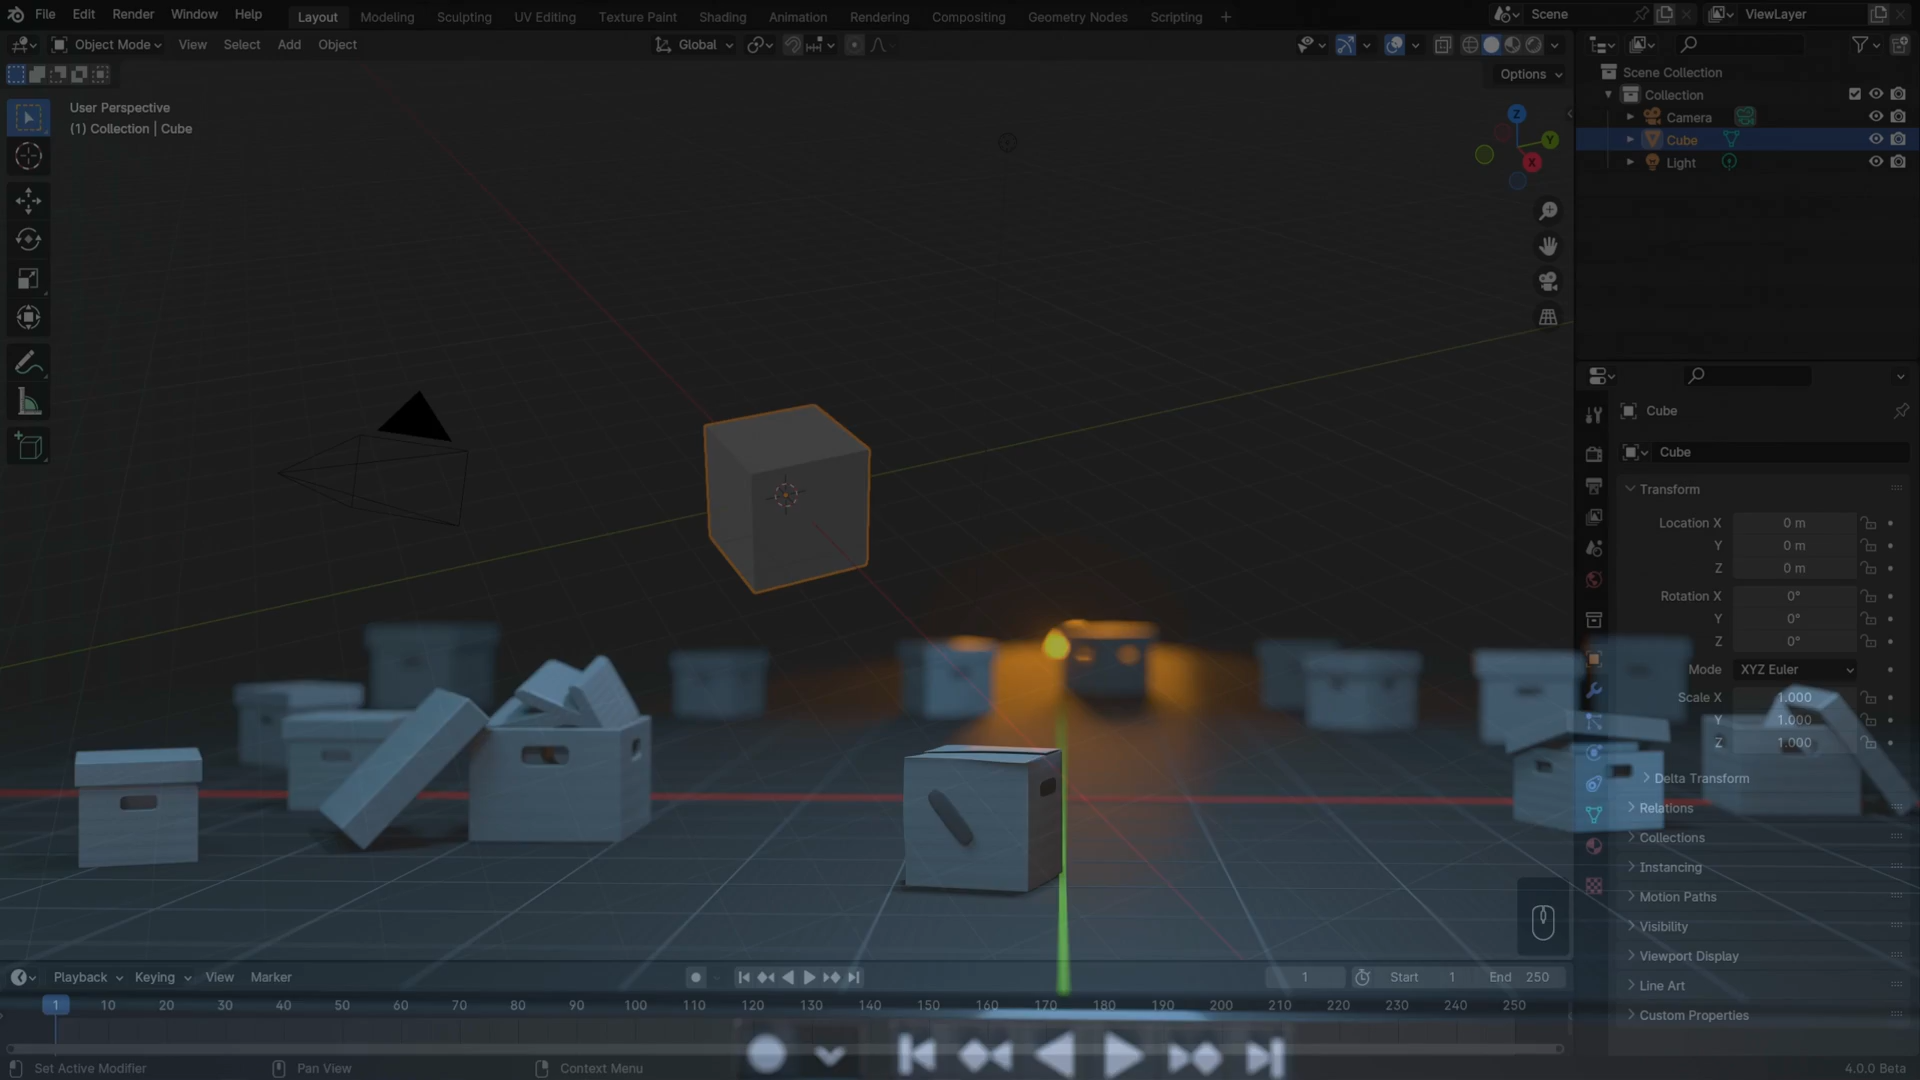 File Edit Render Window Help Layout Modeling Sculpting UV Editing Texture Paint Shading Animation Rendering Compositing Geometry Nodes Scripting + Scene ViewLayer
Object Mode View Select Add Object Global
Options
User Perspective
(1) Collection | Cube
Z
Y
X
Scene Collection
Collection
Camera
Cube
Light
Cube
Cube
Transform
Location X 0 m
Y 0 m
Z 0 m
Rotation X 0°
Y 0°
Z 0°
Mode XYZ Euler
Scale X 1.000
Y 1.000
Z 1.000
Delta Transform
Relations
Collections
Instancing
Motion Paths
Visibility
Viewport Display
Line Art
Custom Properties
Playback Keying View Marker 1 Start 1 End 250
1 10 20 30 40 50 60 70 80 90 100 110 120 130 140 150 160 170 180 190 200 210 220 230 240 250
Set Active Modifier Pan View Context Menu 4.0.0 Beta